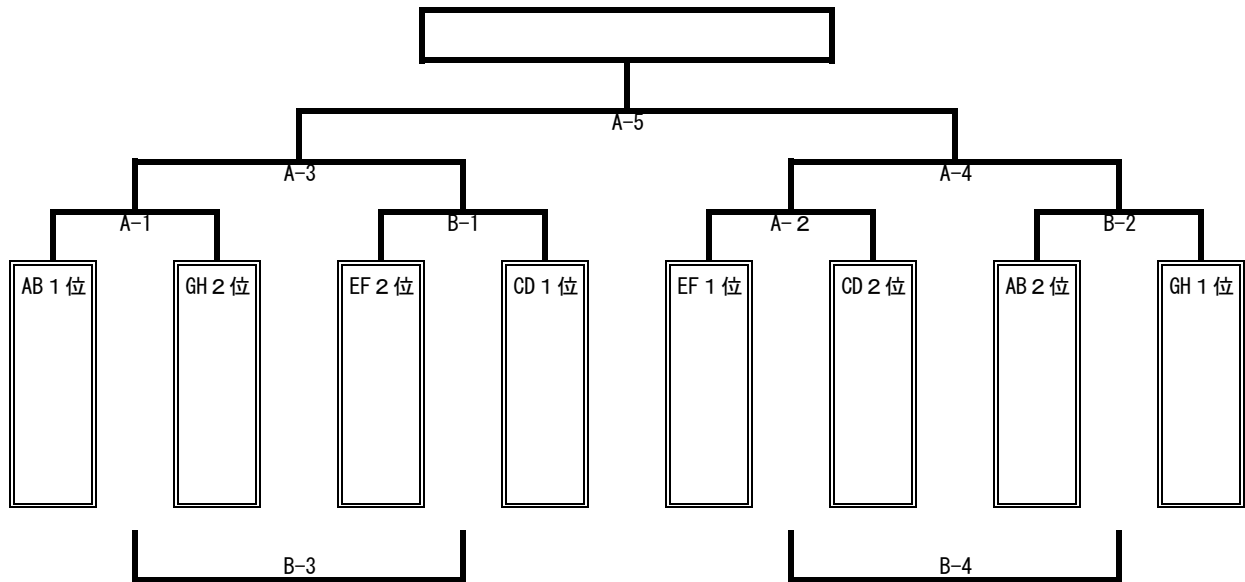 A-5
A-3
A-4
A-1
B-1
A-２
B-2
AB１位
GH２位
EF２位
CD１位
EF１位
CD２位
AB２位
GH１位
B-3
B-4